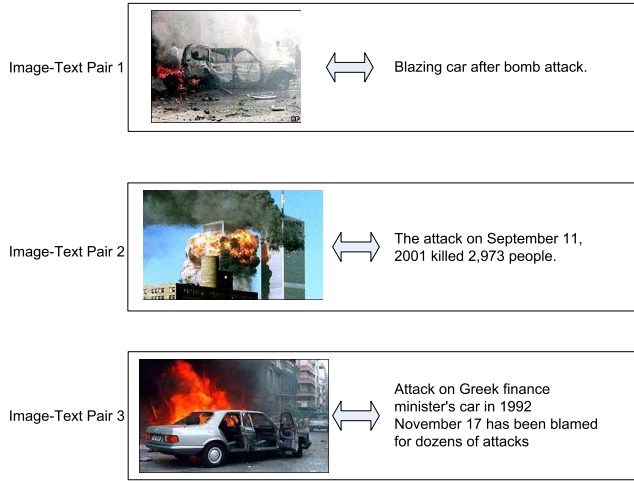 Image-Text Pair 1
Blazing car after bomb attack.
Image-Text Pair 2
The attack on September 11,
2001 killed 2,973 people.
Image-Text Pair 3
Attack on Greek finance
minister's car in 1992
November 17 has been blamed
for dozens of attacks